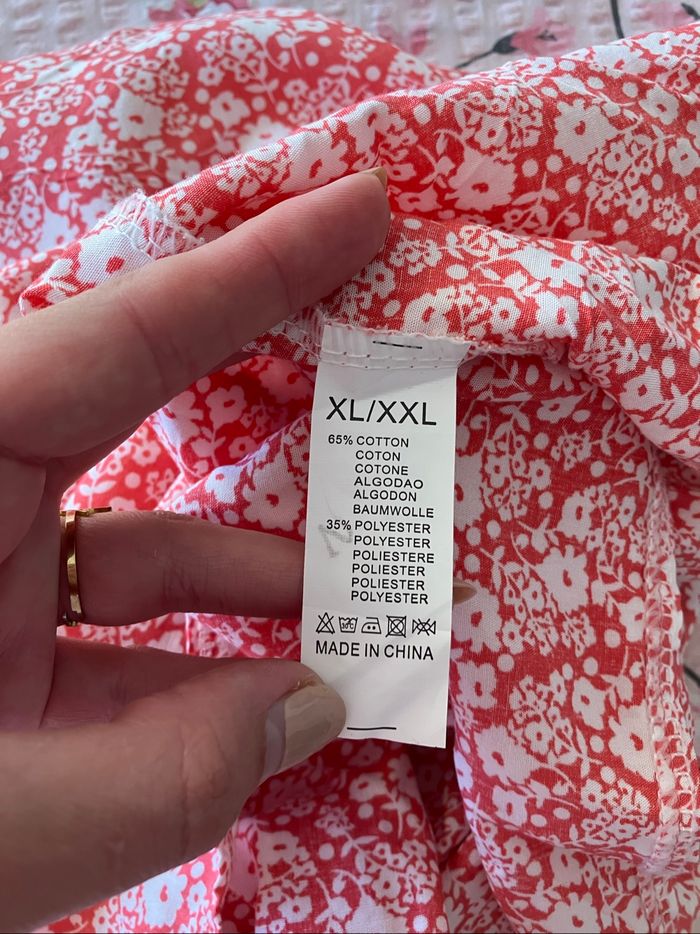 XL/XXL
65% COTTON
COTON
COTONE
ALGODAO
ALGODON
BAUMWOLLE
35% POLYESTER
POLYESTER
POLIESTERE
POLIESTER
POLIESTER
POLYESTER
MADE IN CHINA